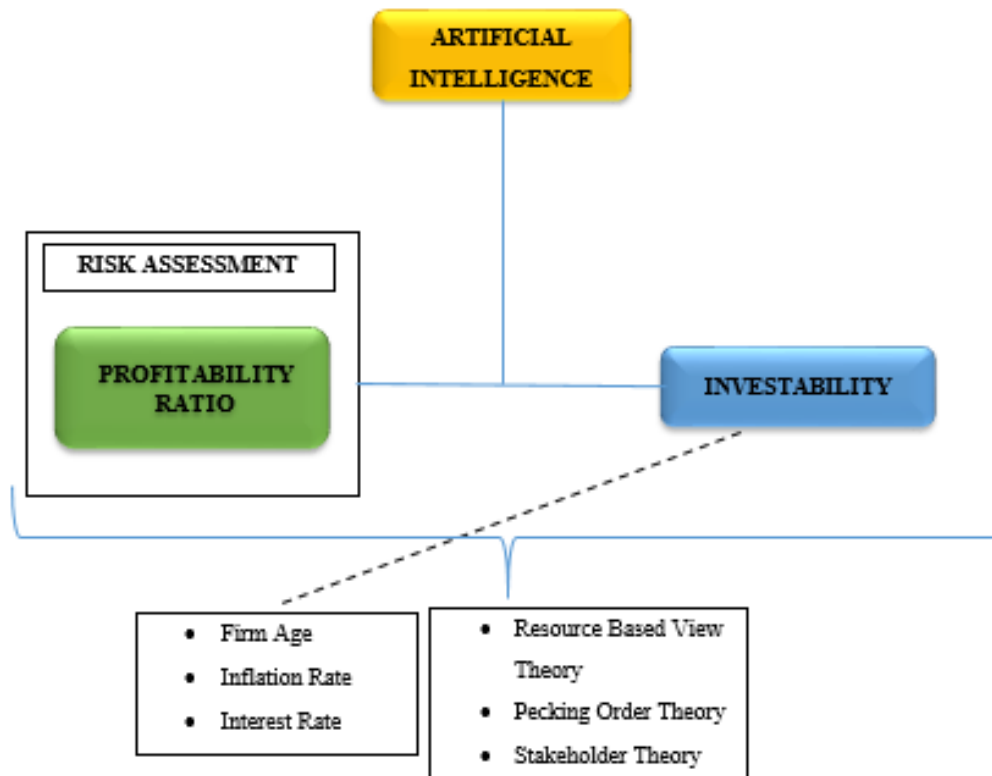 ARTIFICIAL
INTELLIGENCE
RISK ASSESSMENT
PROFITABILITY
RATIO
INVESTABILITY
• Firm Age
• Inflation Rate
• Interest Rate
• Resource Based View
Theory
• Pecking Order Theory
• Stakeholder Theory